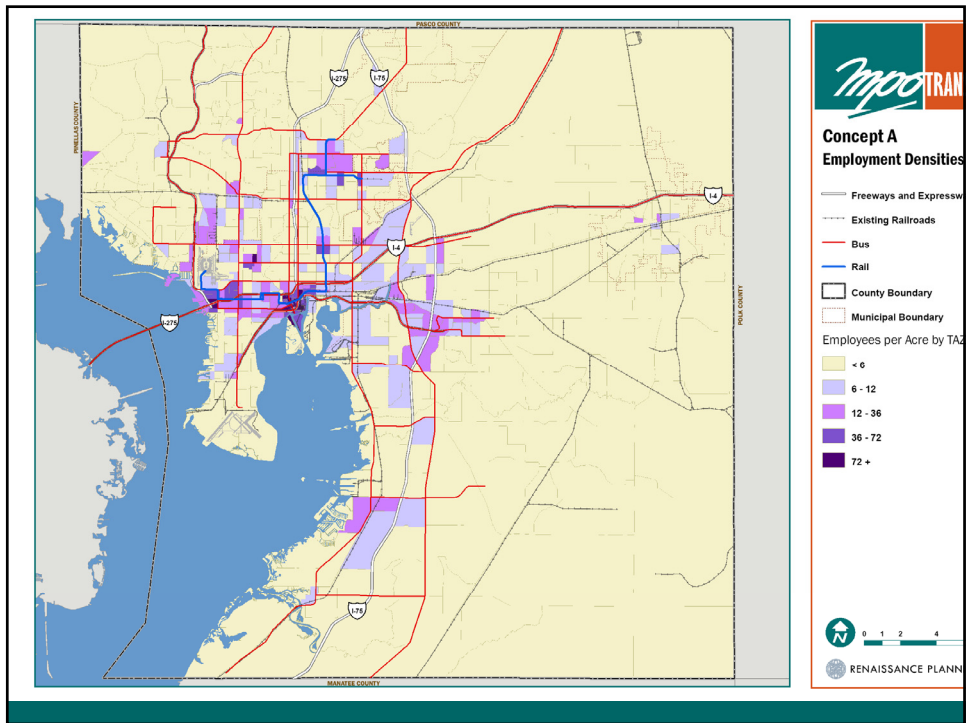 PASCO COUNTY
I-275
I-75
PINELLAS COUNTY
I-4
I-4
I-275
POLK COUNTY
I-75
MANATEE COUNTY
mpo TRAN
Concept A
Employment Densities
Freeways and Expressw
Existing Railroads
Bus
Rail
County Boundary
Municipal Boundary
Employees per Acre by TAZ
< 6
6 - 12
12 - 36
36 - 72
72 +
N
0 1 2 4
RENAISSANCE PLANN